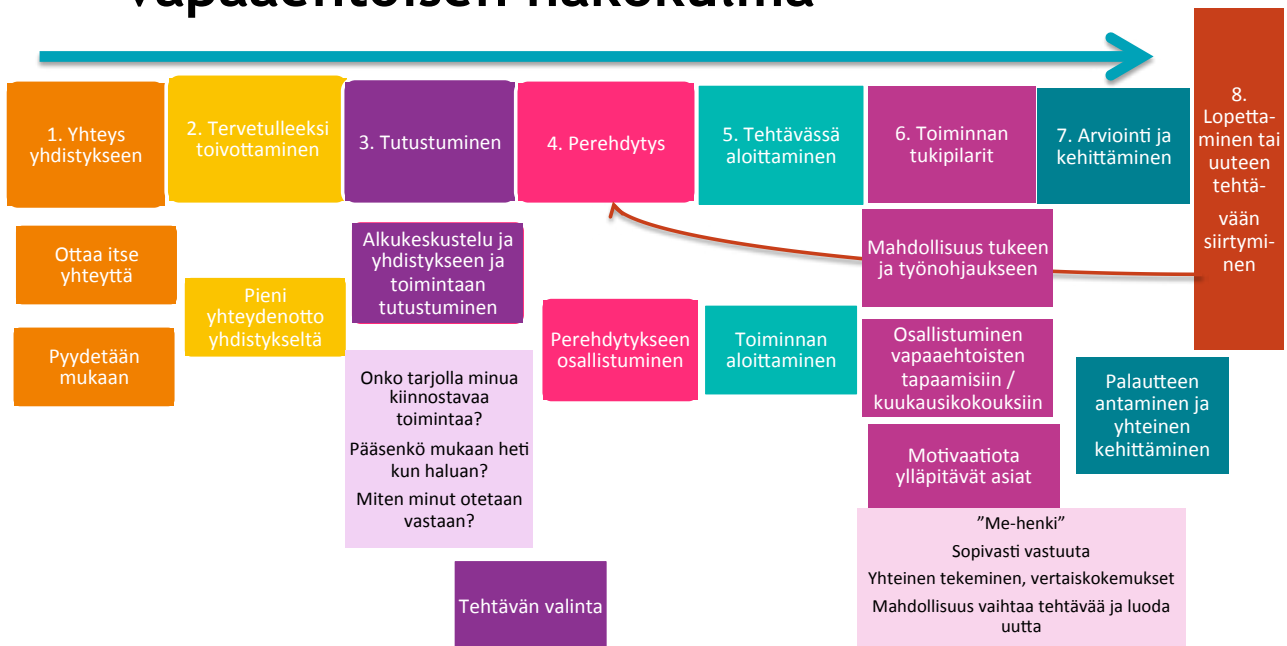 vapaaehtoisen näkökulma
1. Yhteys
yhdistykseen
2. Tervetulleeksi
toivottaminen
3. Tutustuminen
4. Perehdytys
5. Tehtävässä
aloittaminen
6. Toiminnan
tukipilarit
7. Arviointi ja
kehittäminen
8.
Lopetta-
minen tai
uuteen
tehtä-
vään
siirtymi-
nen
Ottaa itse
yhteyttä
Pyydetään
mukaan
Pieni
yhteydenotto
yhdistykseltä
Alkukeskustelu ja
yhdistykseen ja
toimintaan
tutustuminen
Onko tarjolla minua
kiinnostavaa
toimintaa?
Pääsenkö mukaan heti
kun haluan?
Miten minut otetaan
vastaan?
Tehtävän valinta
Perehdytykseen
osallistuminen
Toiminnan
aloittaminen
Mahdollisuus tukeen
ja työnohjaukseen
Osallistuminen
vapaaehtoisten
tapaamisiin /
kuukausikokouksiin
Motivaatiota
ylläpitävät asiat
”Me-henki”
Sopivasti vastuuta
Yhteinen tekeminen, vertaiskokemukset
Mahdollisuus vaihtaa tehtävää ja luoda
uutta
Palautteen
antaminen ja
yhteinen
kehittäminen